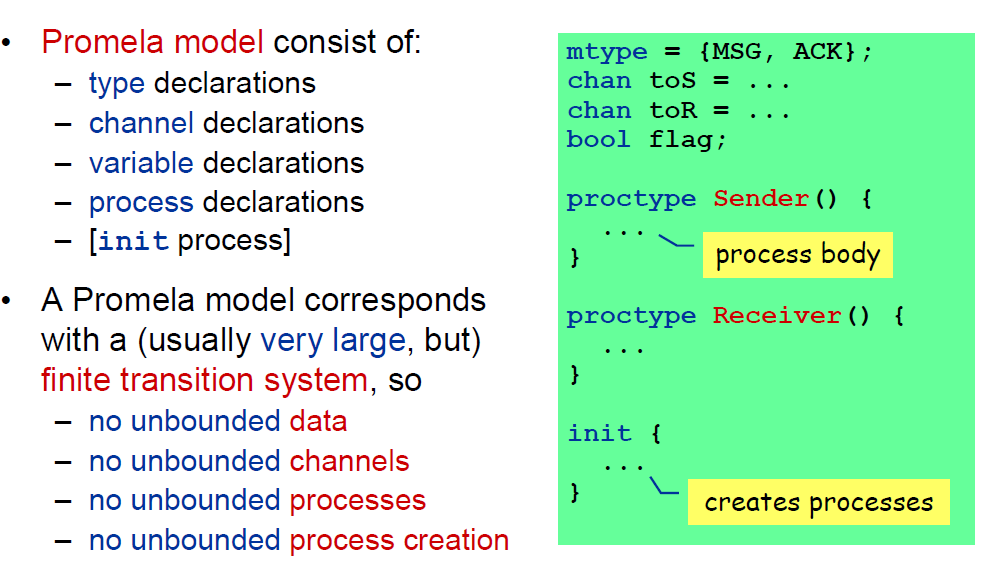 • Promela model consist of:
– type declarations
– channel declarations
– variable declarations
– process declarations
– [init process]
• A Promela model corresponds
with a (usually very large, but)
finite transition system, so
– no unbounded data
– no unbounded channels
– no unbounded processes
– no unbounded process creation
mtype = {MSG, ACK};
chan toS = ...
chan toR = ...
bool flag;
proctype Sender() {
...
process body
}
proctype Receiver() {
...
}
init {
...
}
creates processes